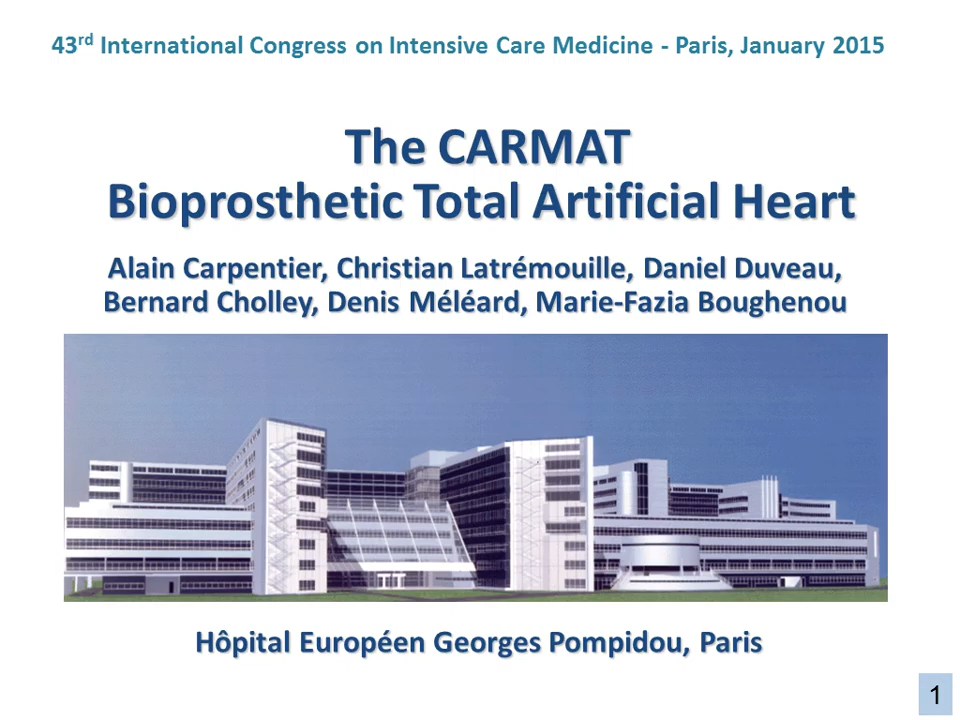 43rd International Congress on Intensive Care Medicine - Paris, January 2015
The CARMAT
Bioprosthetic Total Artificial Heart
Alain Carpentier, Christian Latrémouille, Daniel Duveau,
Bernard Cholley, Denis Méléard, Marie-Fazia Boughenou
Hôpital Européen Georges Pompidou, Paris
1